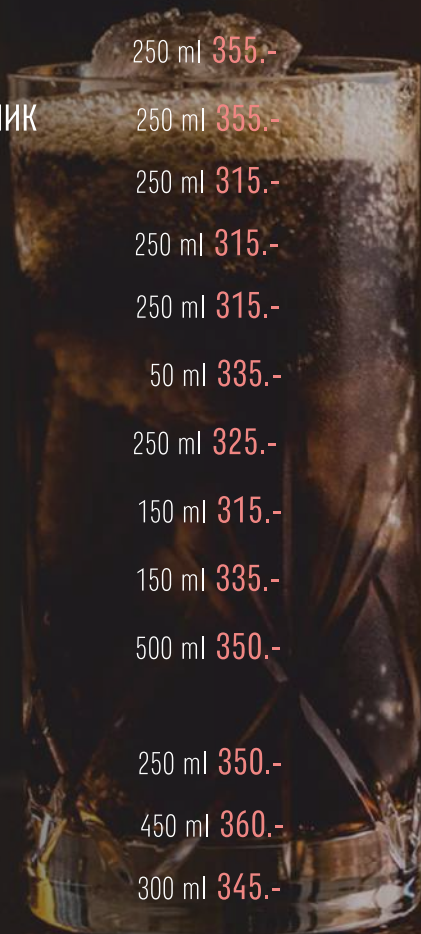 250 ml 355.-
ник 250 ml 355.-
250 ml 315.-
250 ml 315.-
250 ml 315.-
50 ml 335.-
250 ml 325.-
150 ml 315.-
150 ml 335.-
500 ml 350.-
250 ml 350.-
450 ml 360.-
300 ml 345.-